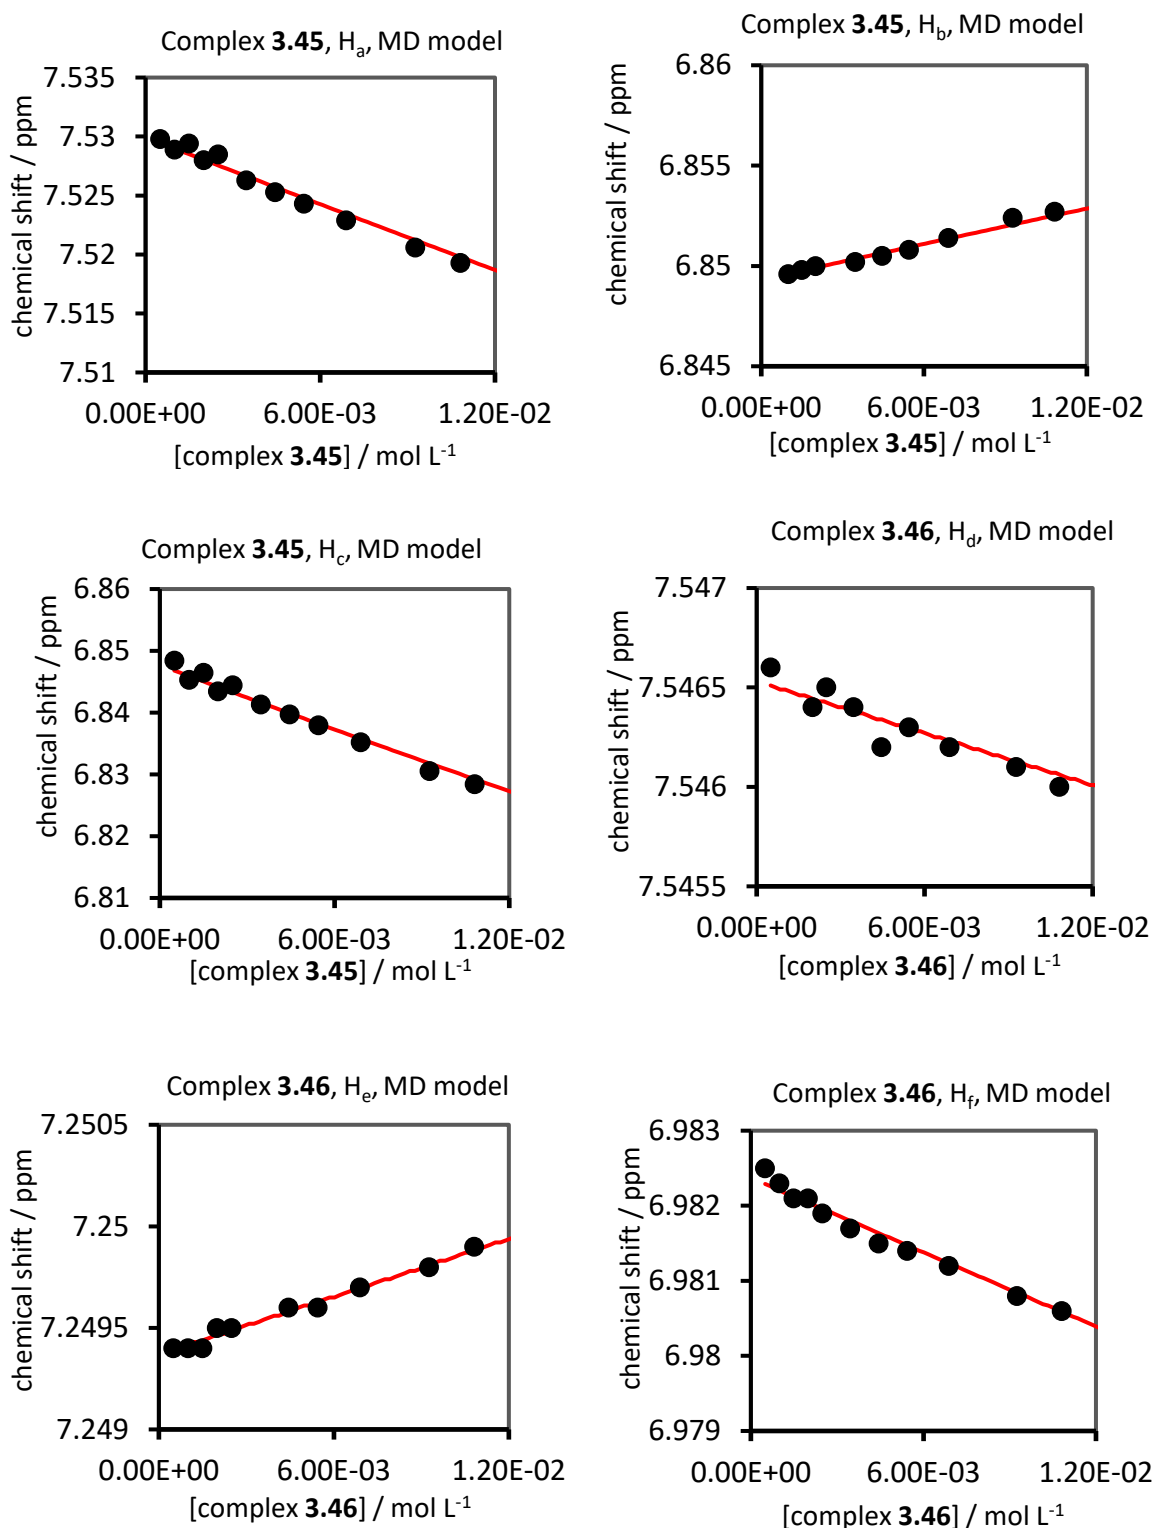 Complex 3.45, Hₐ, MD model
7.535
7.53
7.525
7.52
7.515
7.51
chemical shift / ppm
0.00E+00 6.00E-03 1.20E-02
[complex 3.45] / mol L⁻¹
Complex 3.45, H_b, MD model
6.86
6.855
6.85
6.845
chemical shift / ppm
0.00E+00 6.00E-03 1.20E-02
[complex 3.45] / mol L⁻¹
Complex 3.45, H_c, MD model
6.86
6.85
6.84
6.83
6.82
6.81
chemical shift / ppm
0.00E+00 6.00E-03 1.20E-02
[complex 3.45] / mol L⁻¹
Complex 3.46, H_d, MD model
7.547
7.5465
7.546
7.5455
chemical shift / ppm
0.00E+00 6.00E-03 1.20E-02
[complex 3.46] / mol L⁻¹
Complex 3.46, Hₑ, MD model
7.2505
7.25
7.2495
7.249
chemical shift / ppm
0.00E+00 6.00E-03 1.20E-02
[complex 3.46] / mol L⁻¹
Complex 3.46, H_f, MD model
6.983
6.982
6.981
6.98
6.979
chemical shift / ppm
0.00E+00 6.00E-03 1.20E-02
[complex 3.46] / mol L⁻¹